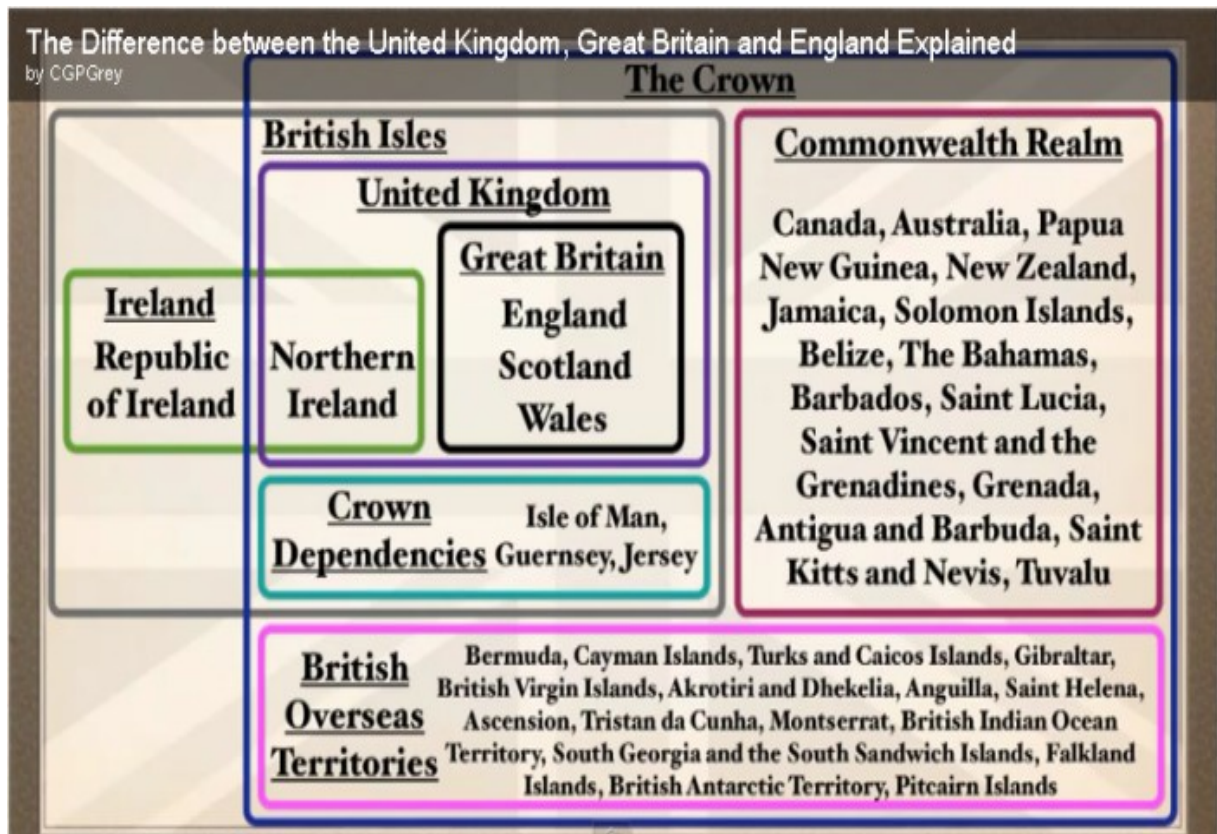 The Difference between the United Kingdom, Great Britain and England Explained
by CGPGrey
The Crown
British Isles
United Kingdom
Great Britain
England
Scotland
Wales
Ireland
Republic
of Ireland
Northern
Ireland
Crown
Dependencies
Isle of Man,
Guernsey, Jersey
Commonwealth Realm
Canada, Australia, Papua
New Guinea, New Zealand,
Jamaica, Solomon Islands,
Belize, The Bahamas,
Barbados, Saint Lucia,
Saint Vincent and the
Grenadines, Grenada,
Antigua and Barbuda, Saint
Kitts and Nevis, Tuvalu
British
Overseas
Territories
Bermuda, Cayman Islands, Turks and Caicos Islands, Gibraltar,
British Virgin Islands, Akrotiri and Dhekelia, Anguilla, Saint Helena,
Ascension, Tristan da Cunha, Montserrat, British Indian Ocean
Territory, South Georgia and the South Sandwich Islands, Falkland
Islands, British Antarctic Territory, Pitcairn Islands